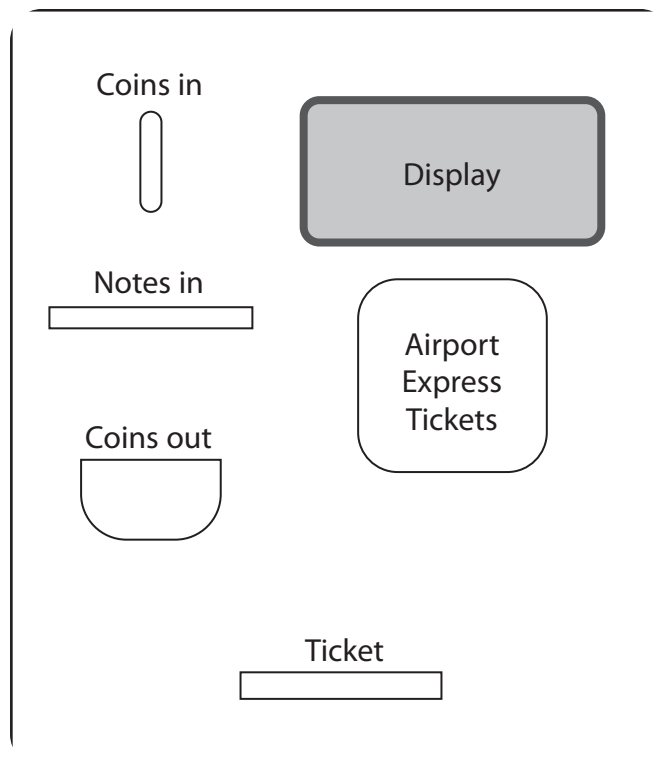 Coins in
Display
Notes in
Airport
Express
Tickets
Coins out
Ticket